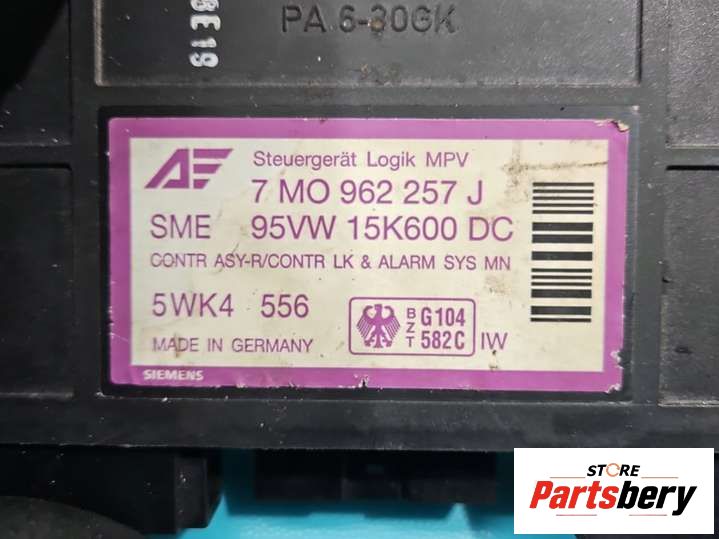 PA 6-30GK
Steuergerät Logik MPV
7 MO 962 257 J
SME 95VW 15K600 DC
CONTR ASY-R/CONTR LK & ALARM SYS MN
5WK4 556
BZT G104 582C IW
MADE IN GERMANY
SIEMENS
STORE
Partsbery